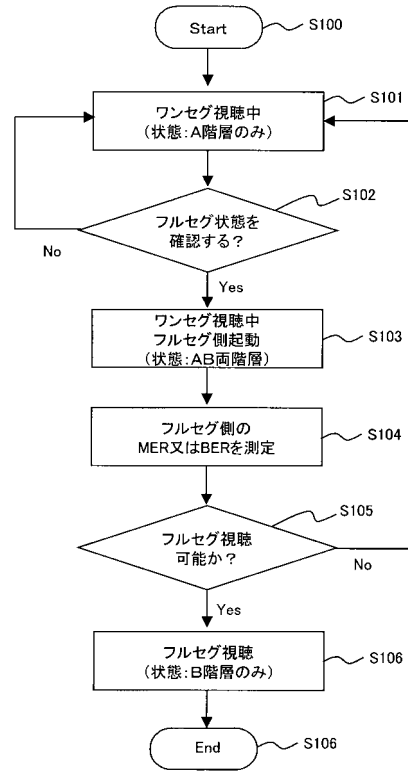 Start
S100
ワンセグ視聴中
(状態:A階層のみ)
S101
フルセグ状態を
確認する?
S102
No
Yes
ワンセグ視聴中
フルセグ側起動
(状態:AB両階層)
S103
フルセグ側の
MER又はBERを測定
S104
フルセグ視聴
可能か?
S105
No
Yes
フルセグ視聴
(状態:B階層のみ)
S106
End
S106